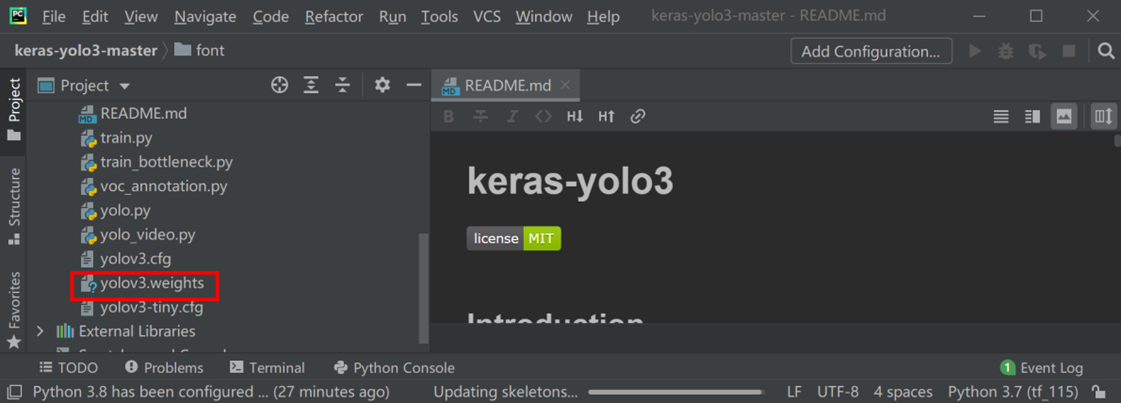 PC File Edit View Navigate Code Refactor Run Tools VCS Window Help keras-yolo3-master - README.md
keras-yolo3-master font Add Configuration...
Project
Project
README.md
H↓ H↑
MD README.md
train.py
train_bottleneck.py
voc_annotation.py
yolo.py
yolo_video.py
yolov3.cfg
yolov3.weights
yolov3-tiny.cfg
External Libraries
Structure
Favorites
keras-yolo3
license MIT
Introduction
TODO Problems Terminal Python Console 1 Event Log
Python 3.8 has been configured ... (27 minutes ago) Updating skeletons... LF UTF-8 4 spaces Python 3.7 (tf_115)